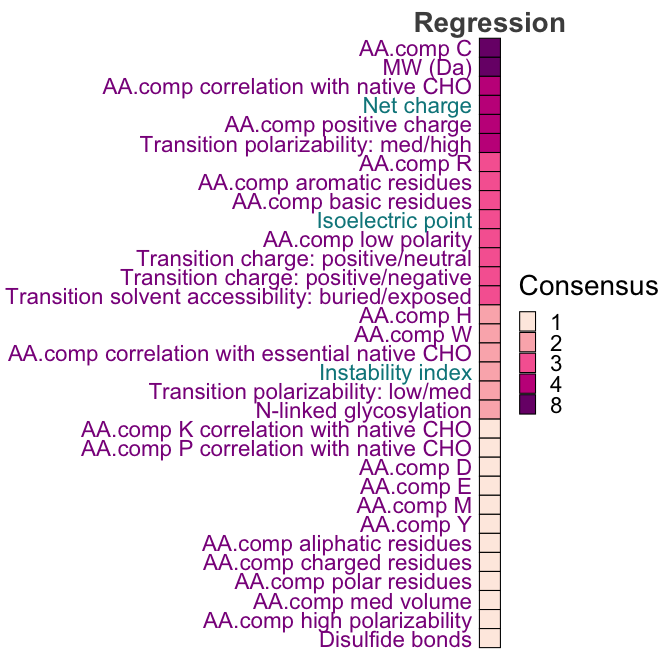 Regression
AA.comp C
MW (Da)
AA.comp correlation with native CHO
Net charge
AA.comp positive charge
Transition polarizability: med/high
AA.comp R
AA.comp aromatic residues
AA.comp basic residues
Isoelectric point
AA.comp low polarity
Transition charge: positive/neutral
Transition charge: positive/negative
Transition solvent accessibility: buried/exposed
AA.comp H
AA.comp W
AA.comp correlation with essential native CHO
Instability index
Transition polarizability: low/med
N-linked glycosylation
AA.comp K correlation with native CHO
AA.comp P correlation with native CHO
AA.comp D
AA.comp E
AA.comp M
AA.comp Y
AA.comp aliphatic residues
AA.comp charged residues
AA.comp polar residues
AA.comp med volume
AA.comp high polarizability
Disulfide bonds
Consensus
1
2
3
4
8